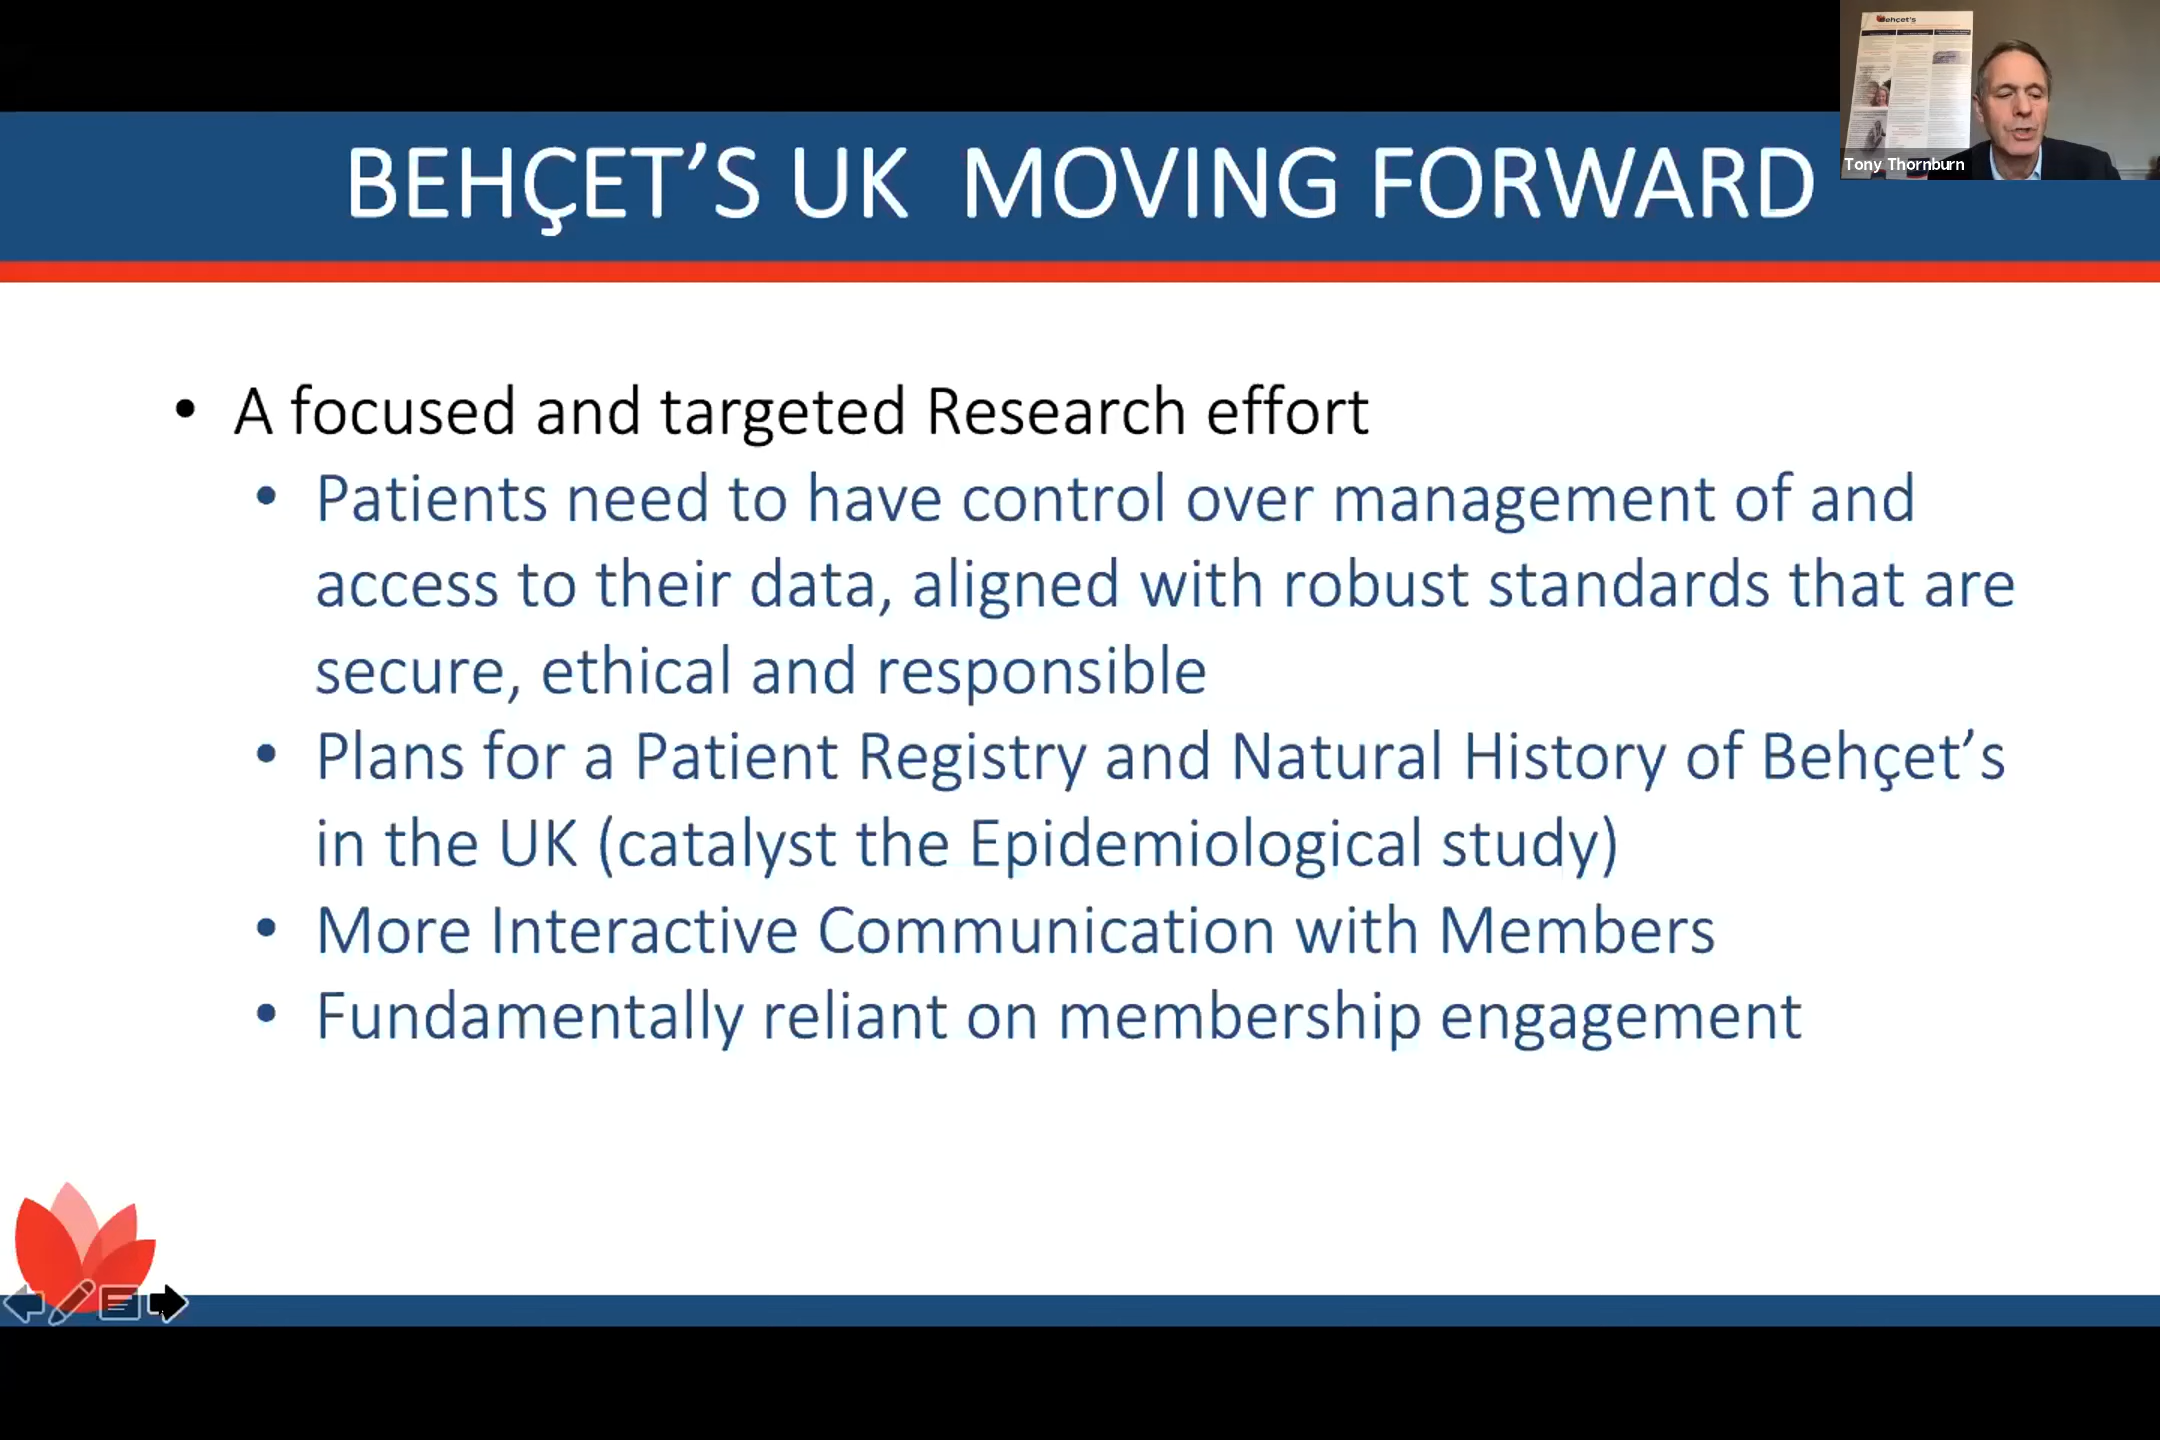 Behçet's
Tony Thornburn
BEHÇET’S UK  MOVING FORWARD
• A focused and targeted Research effort
• Patients need to have control over management of and
access to their data, aligned with robust standards that are
secure, ethical and responsible
• Plans for a Patient Registry and Natural History of Behçet’s
in the UK (catalyst the Epidemiological study)
• More Interactive Communication with Members
• Fundamentally reliant on membership engagement